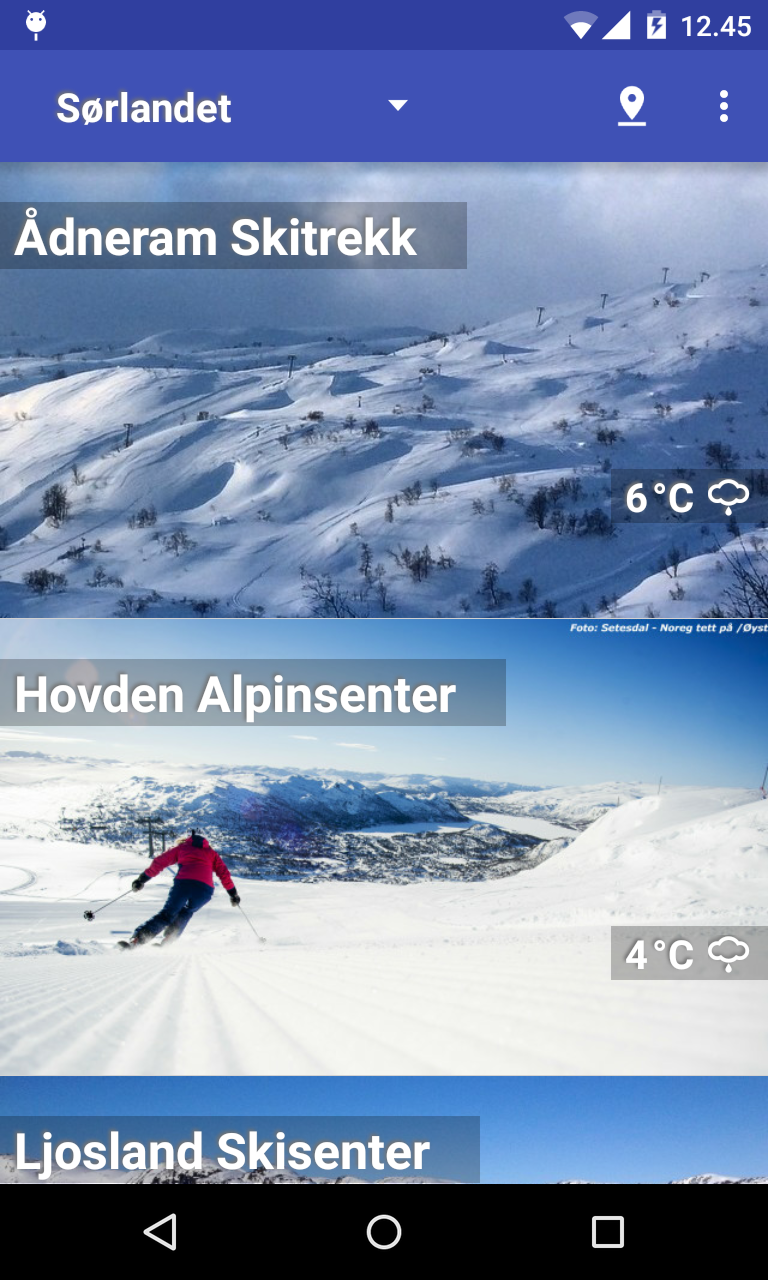 12.45
Sørlandet
Ådneram Skitrekk
6°C
Foto: Setesdal - Noreg tett på /Øyst
Hovden Alpinsenter
4°C
Ljosland Skisenter